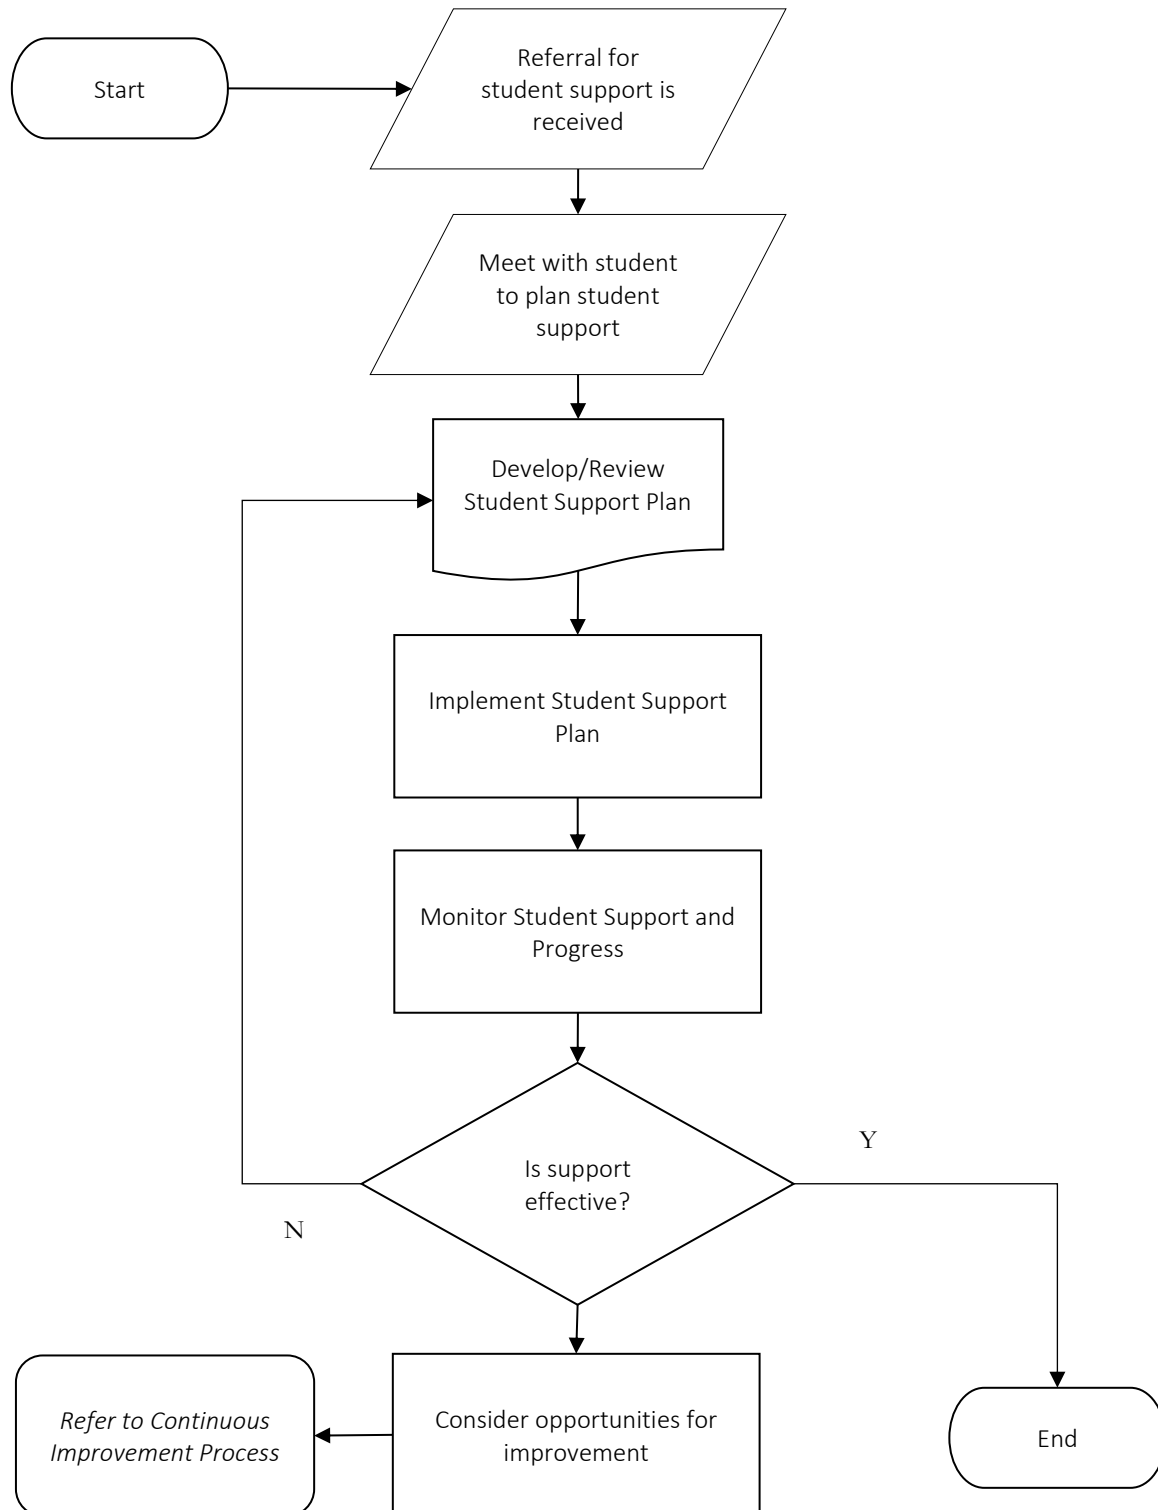 Start
Referral for
student support is
received
Meet with student
to plan student
support
Develop/Review
Student Support Plan
Implement Student Support
Plan
Monitor Student Support and
Progress
Is support
effective?
Y
N
Refer to Continuous
Improvement Process
Consider opportunities for
improvement
End